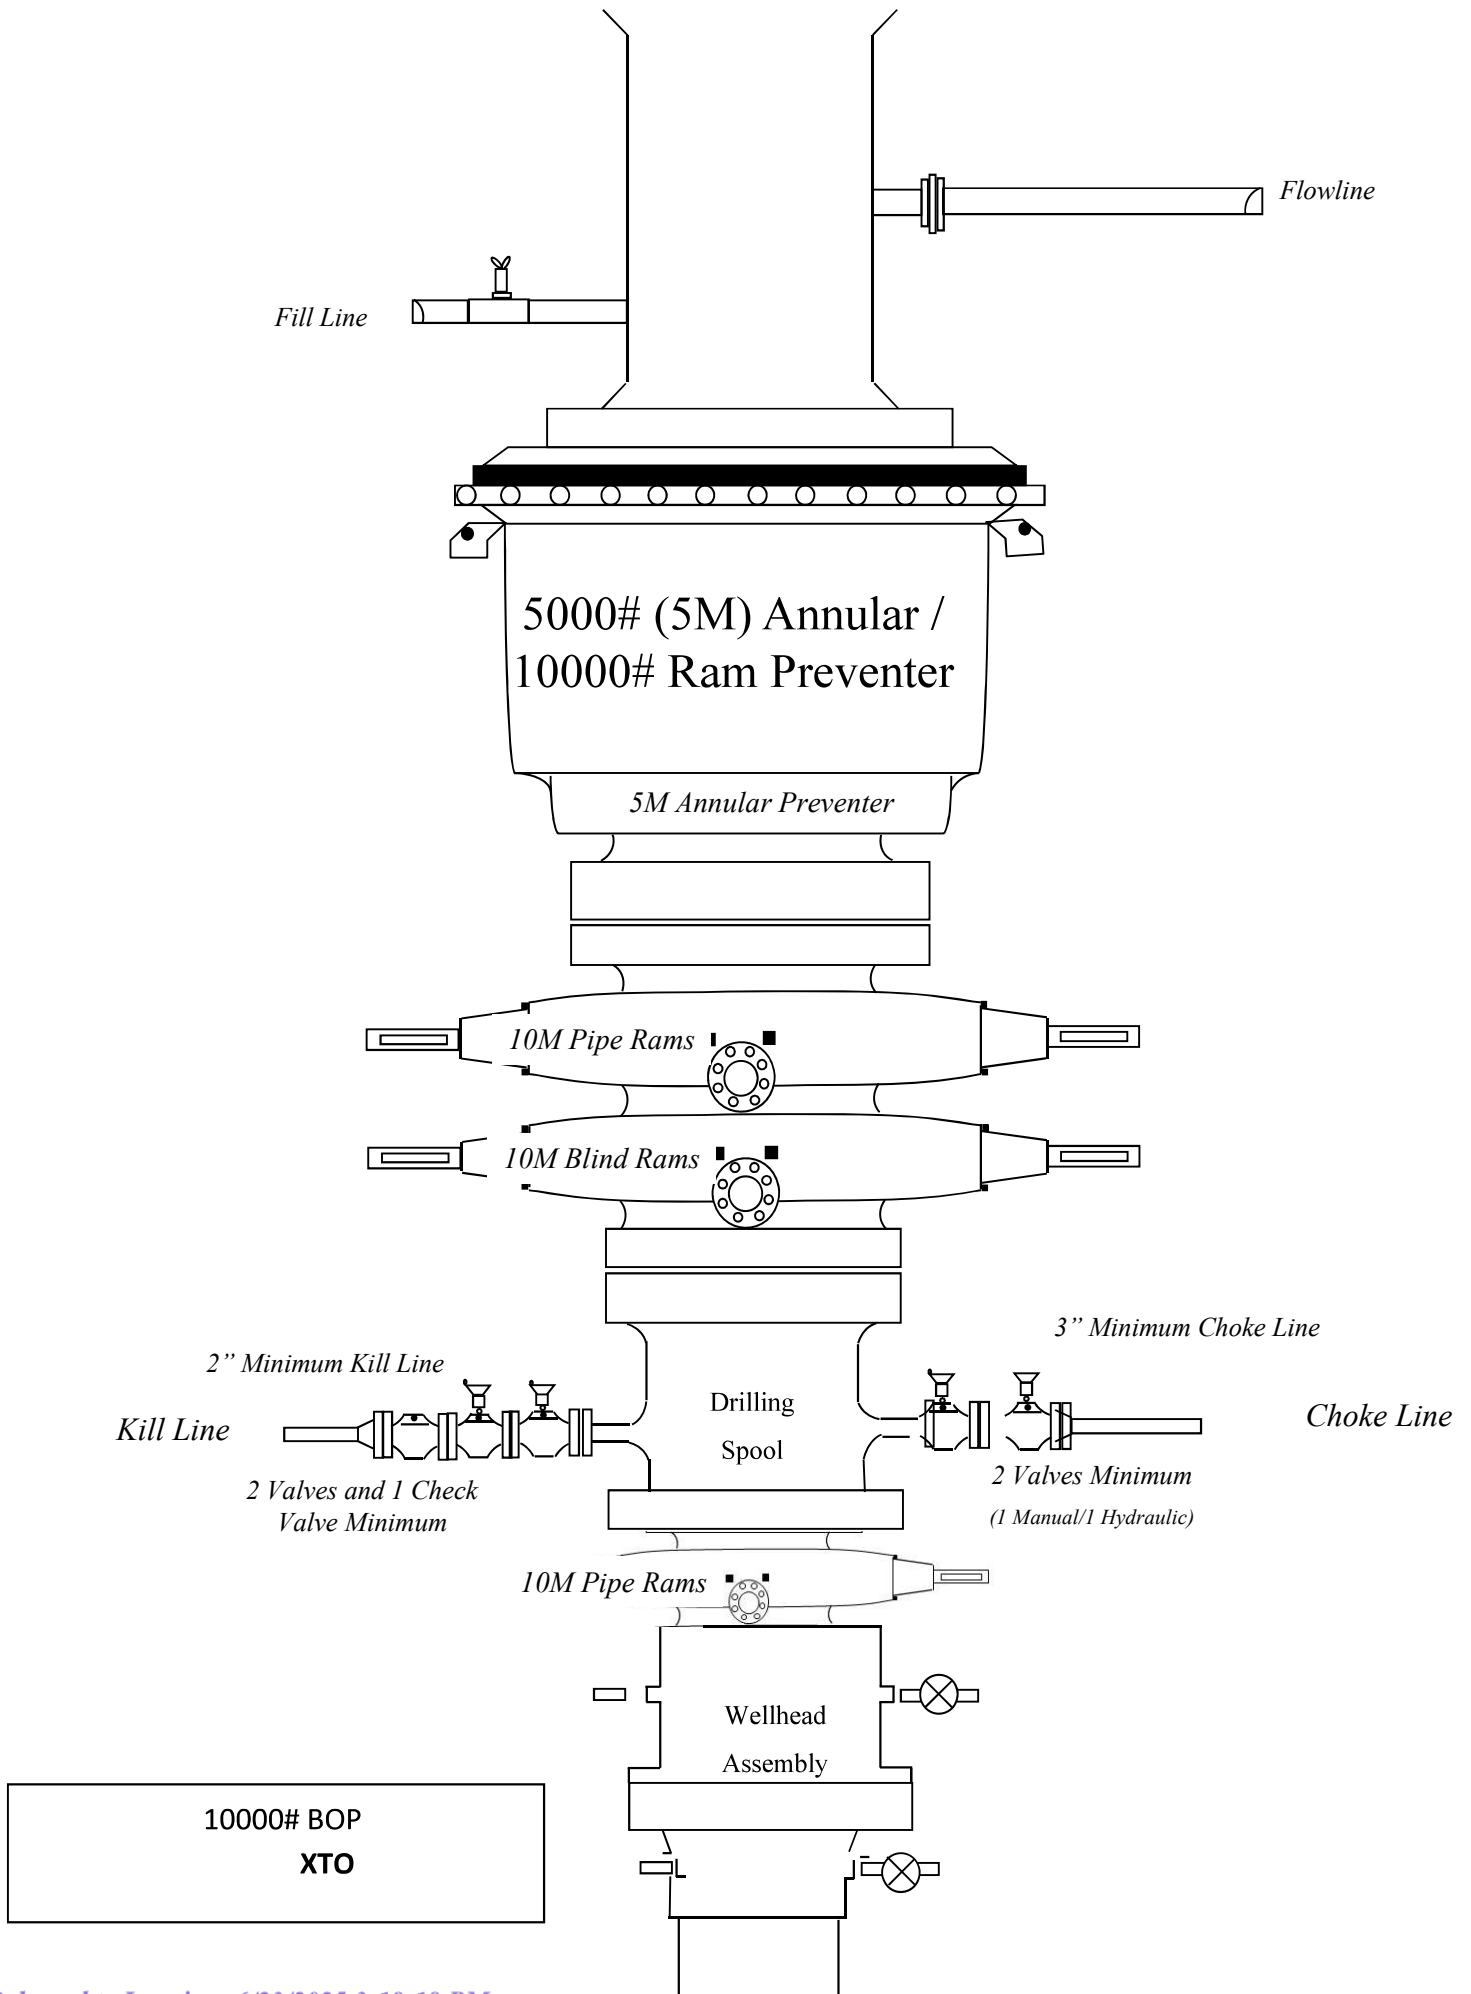 Flowline
Fill Line
5000# (5M) Annular /
10000# Ram Preventer
5M Annular Preventer
10M Pipe Rams
10M Blind Rams
3” Minimum Choke Line
2” Minimum Kill Line
Drilling
Spool
Kill Line
Choke Line
2 Valves and 1 Check
Valve Minimum
2 Valves Minimum
(1 Manual/1 Hydraulic)
10M Pipe Rams
Wellhead
Assembly
10000# BOP
XTO